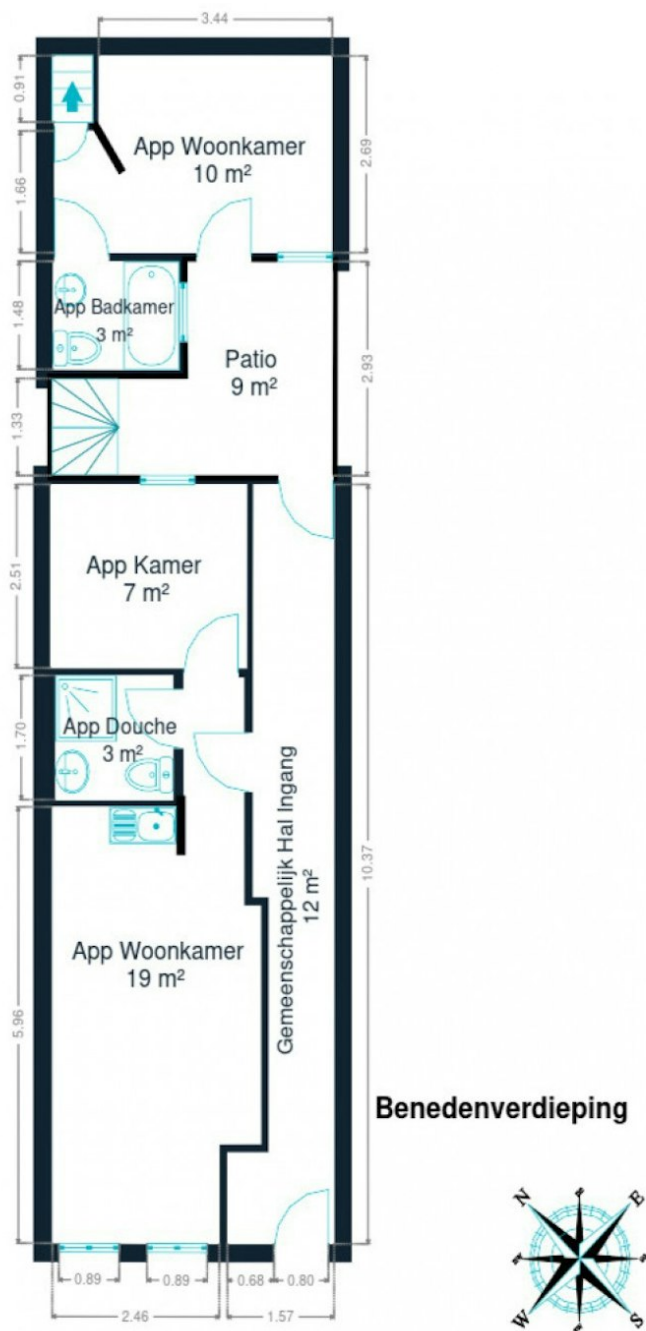 3.44
0.91
App Woonkamer
10 m²
2.69
1.66
App Badkamer
3 m²
1.48
Patio
9 m²
2.93
1.33
App Kamer
7 m²
2.51
App Douche
3 m²
1.70
Gemeenschappelijk Hal Ingang
12 m²
10.37
App Woonkamer
19 m²
5.96
Benedenverdieping
N
E
W
S
0.89
0.89
0.68
0.80
2.46
1.57